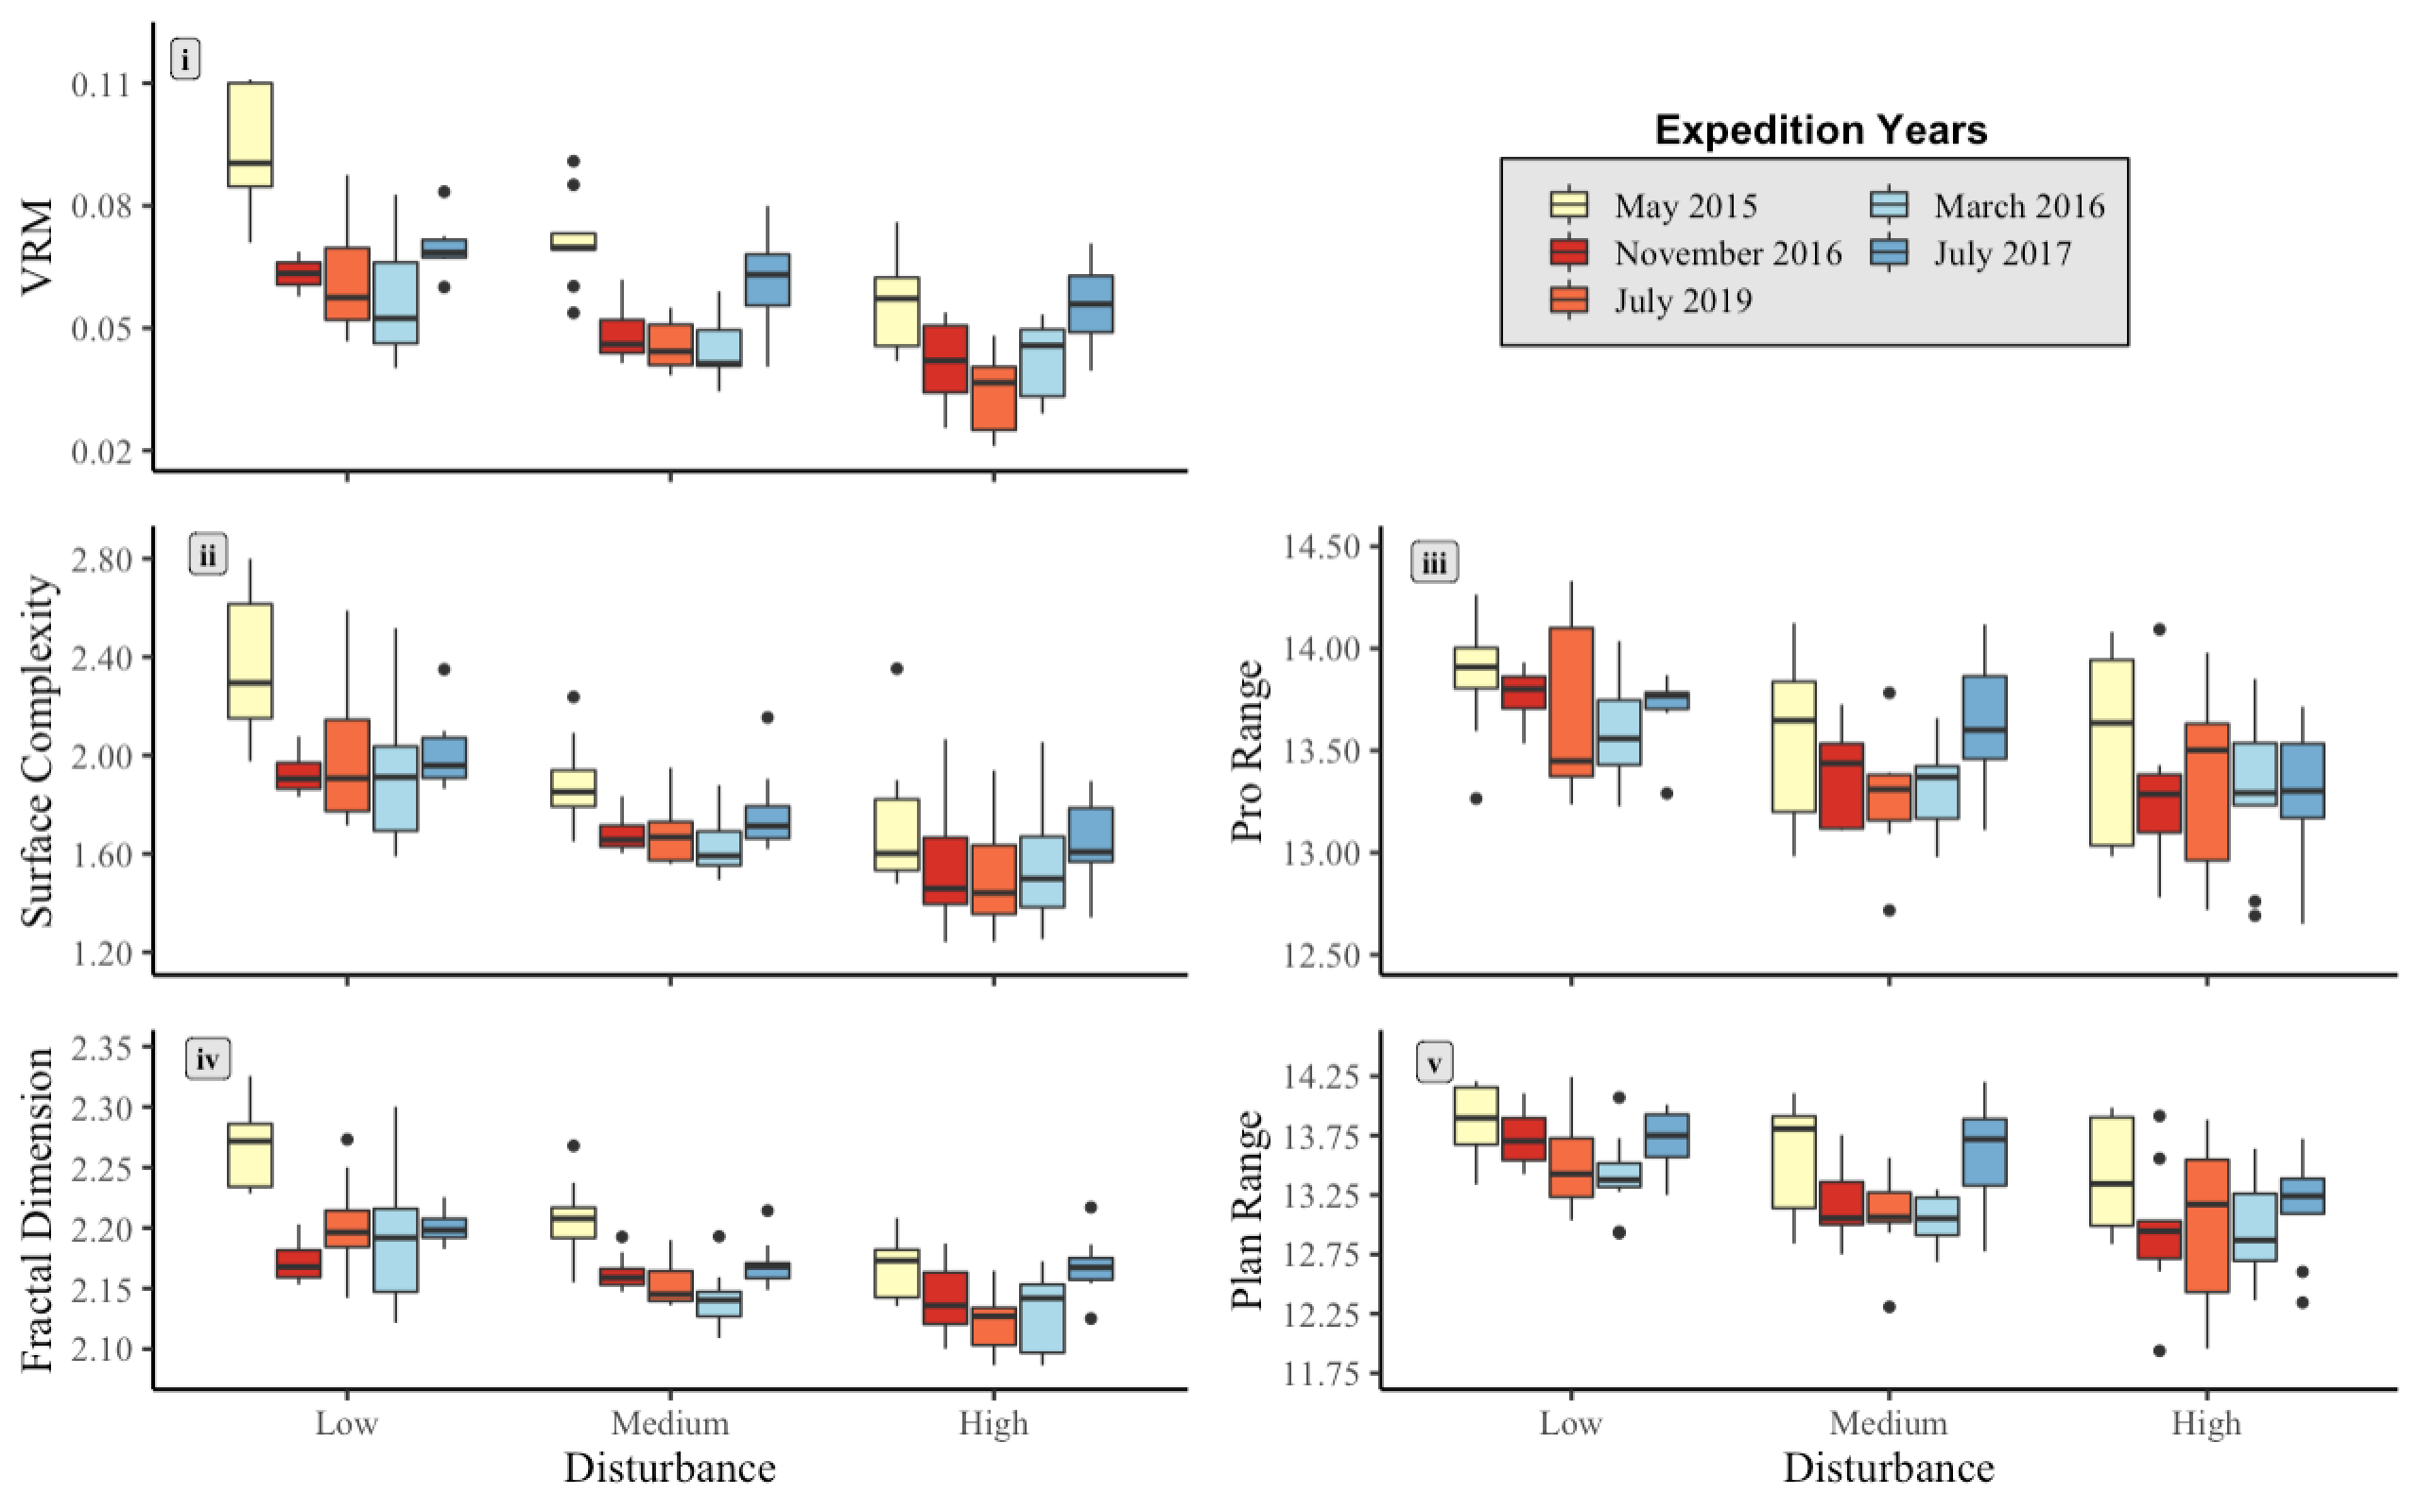 i
0.11
0.08
0.05
0.02
VRM
Expedition Years
May 2015
March 2016
November 2016
July 2017
July 2019
ii
2.80
2.40
2.00
1.60
1.20
Surface Complexity
iii
14.50
14.00
13.50
13.00
12.50
Pro Range
iv
2.35
2.30
2.25
2.20
2.15
2.10
Fractal Dimension
Low Medium High
Disturbance
v
14.25
13.75
13.25
12.75
12.25
11.75
Plan Range
Low Medium High
Disturbance